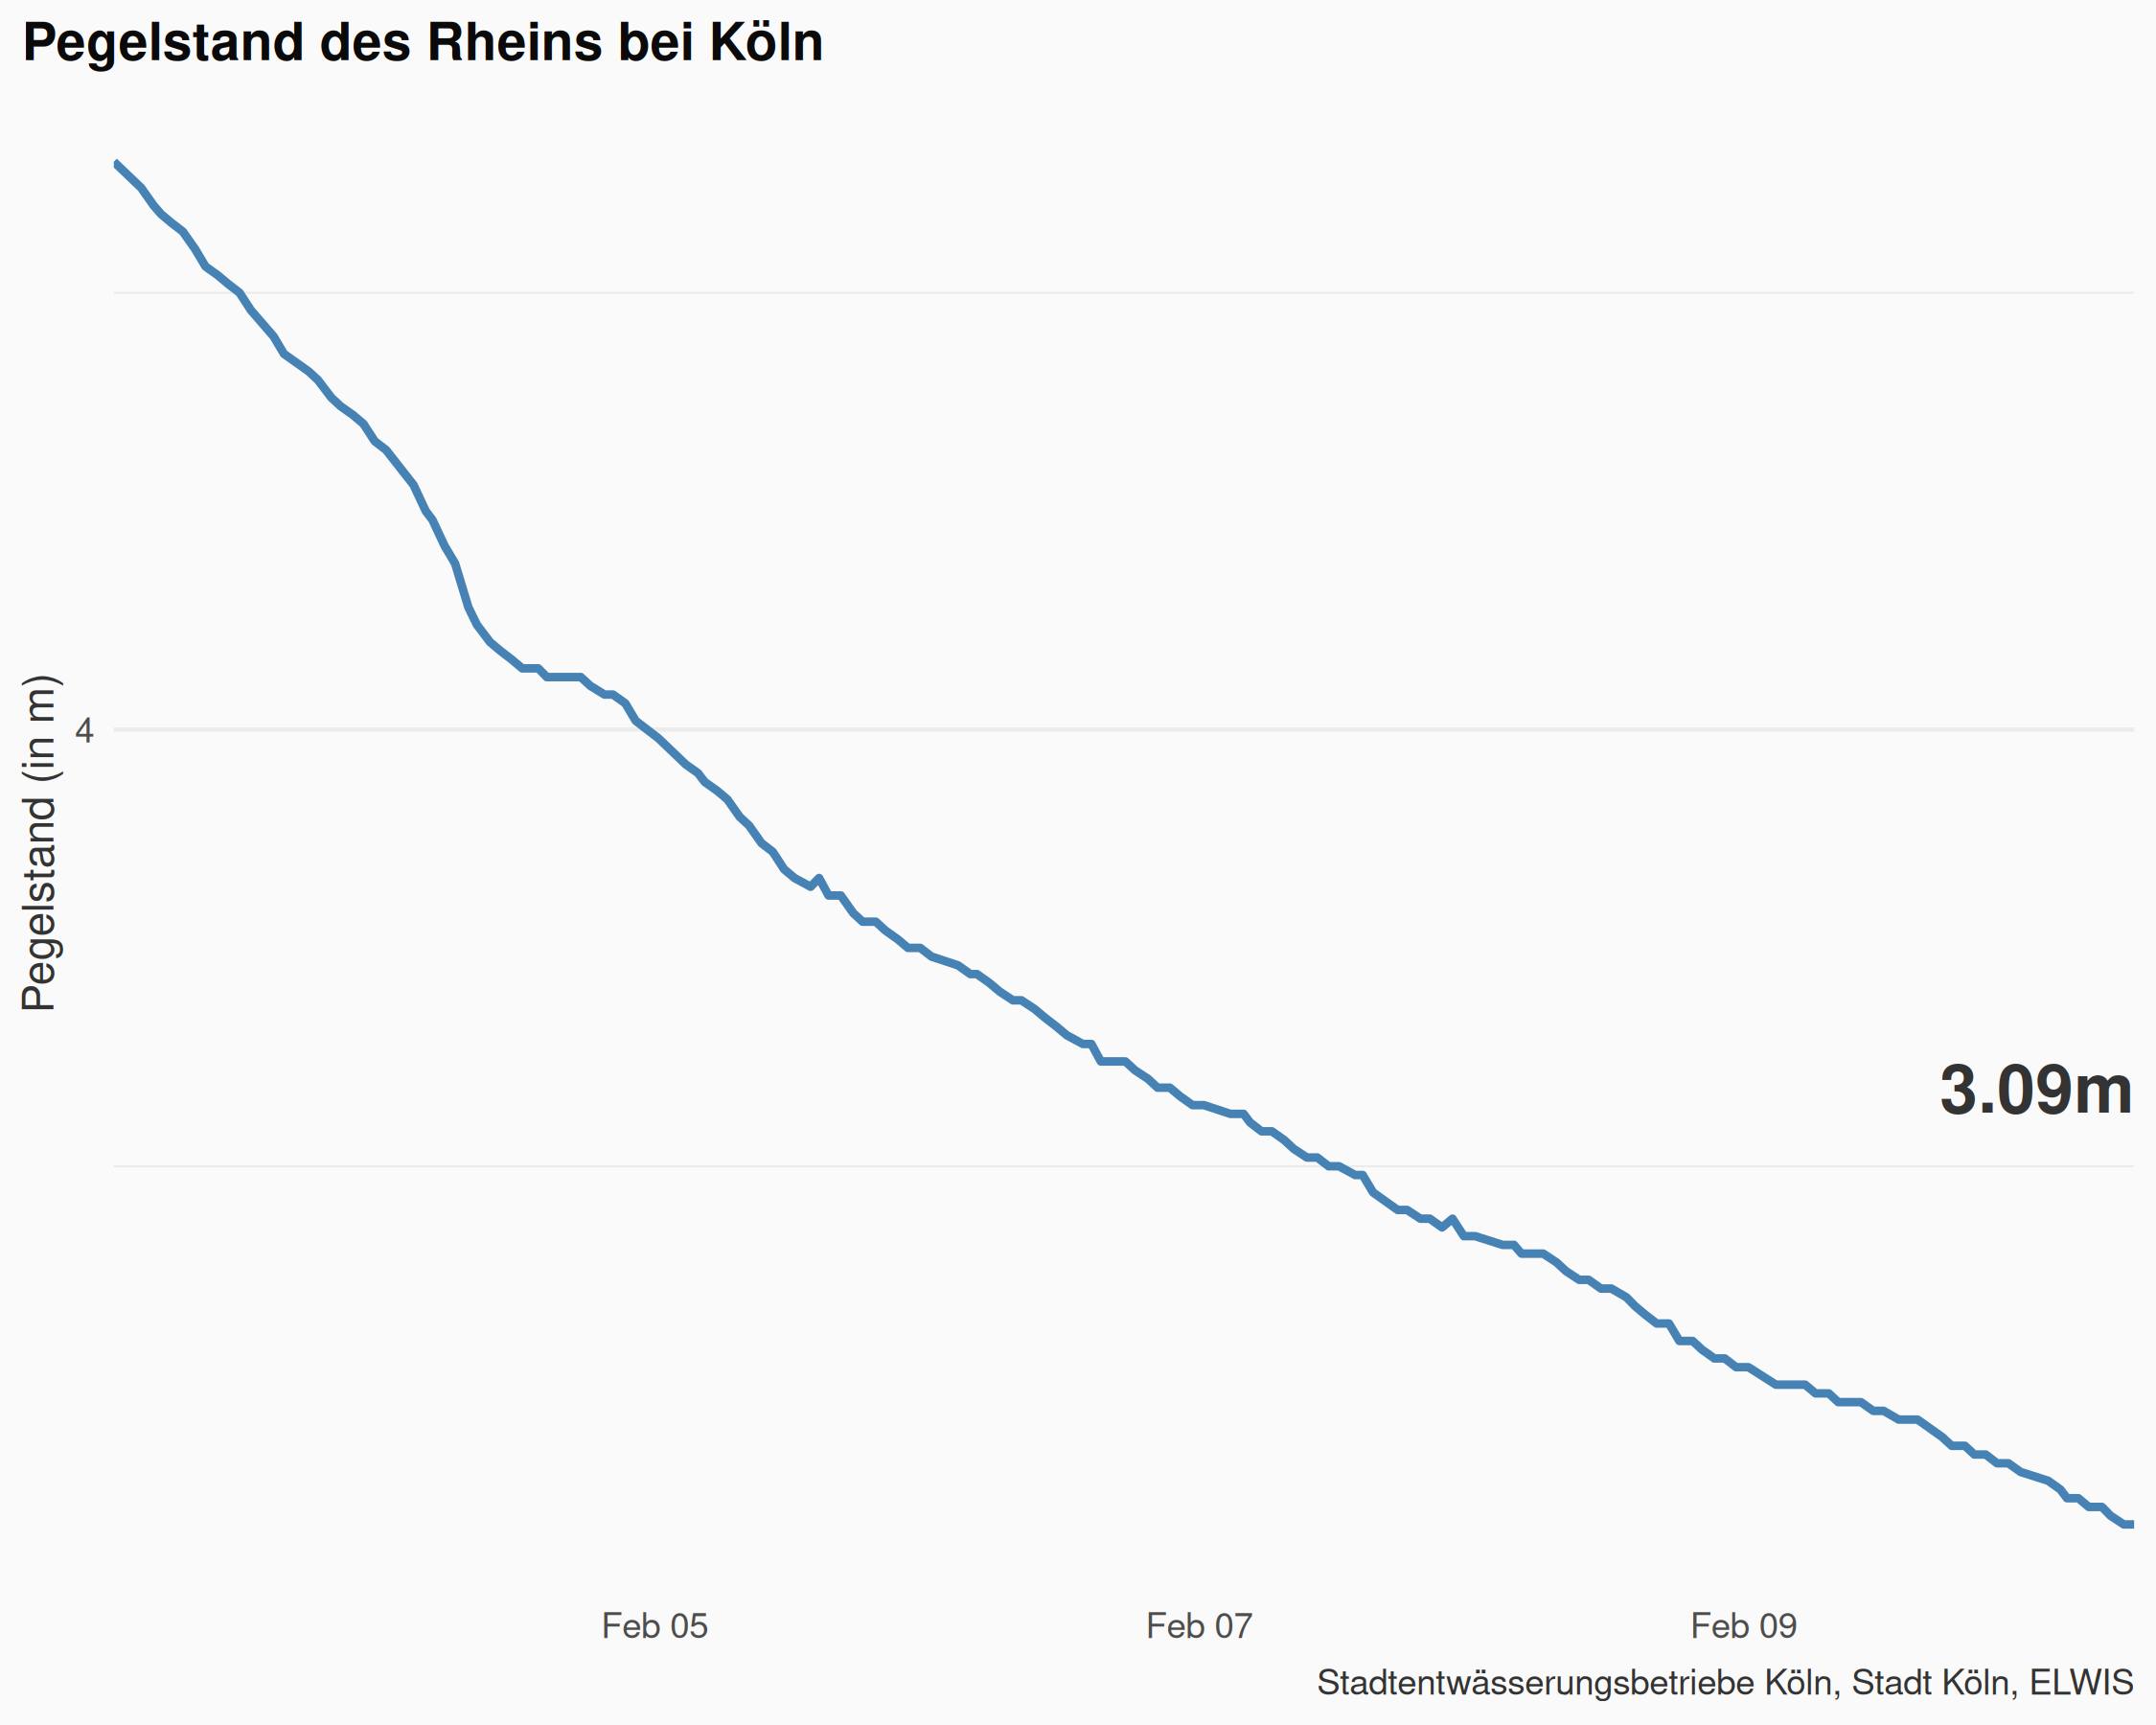 Pegelstand des Rheins bei Köln
Pegelstand (in m)
4
3.09m
Feb 05 Feb 07 Feb 09
Stadtentwässerungsbetriebe Köln, Stadt Köln, ELWIS